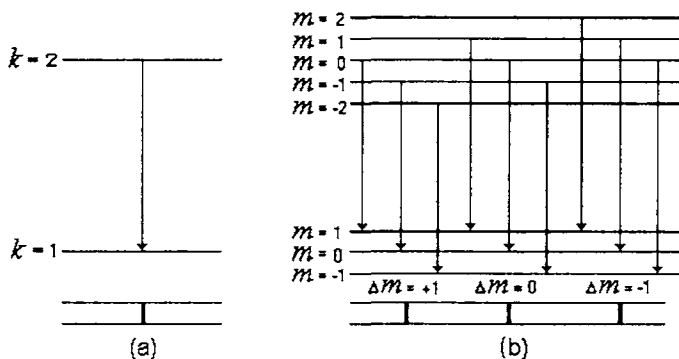 k = 2
k = 1
(a)
m = 2
m = 1
m = 0
m = -1
m = -2
m = 1
m = 0
m = -1
Δm = +1 Δm = 0 Δm = -1
(b)